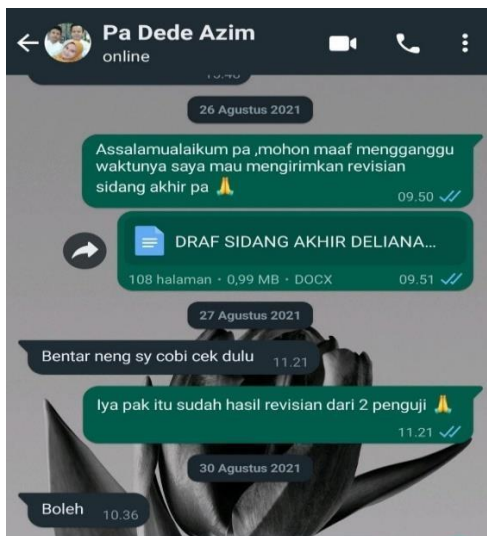 Pa Dede Azim
online
26 Agustus 2021
Assalamualaikum pa ,mohon maaf mengganggu
waktunya saya mau mengirimkan revisian
sidang akhir pa 🙏
09.50
DRAF SIDANG AKHIR DELIANA...
108 halaman • 0,99 MB • DOCX 09.51
27 Agustus 2021
Bentar neng sy cobi cek dulu 11.21
Iya pak itu sudah hasil revisian dari 2 penguji 🙏
11.21
30 Agustus 2021
Boleh 10.36